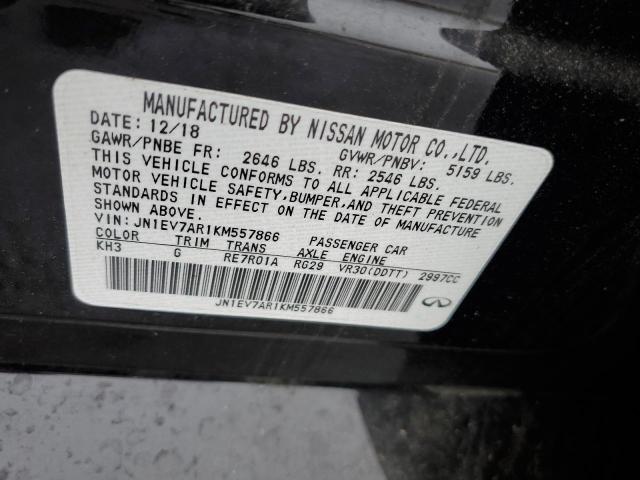 MANUFACTURED BY NISSAN MOTOR CO.,LTD.
DATE: 12/18 GVWR/PNBV: 5159 LBS.
GAWR/PNBE FR: 2646 LBS. RR: 2546 LBS.
THIS VEHICLE CONFORMS TO ALL APPLICABLE FEDERAL
MOTOR VEHICLE SAFETY,BUMPER,AND THEFT PREVENTION
STANDARDS IN EFFECT ON THE DATE OF MANUFACTURE
SHOWN ABOVE.
VIN: JN1EV7AR1KM557866 PASSENGER CAR
COLOR TRIM TRANS AXLE ENGINE
KH3 G RE7R01A RG29 VR30(DDTT) 2997CC
JN1EV7AR1KM557866